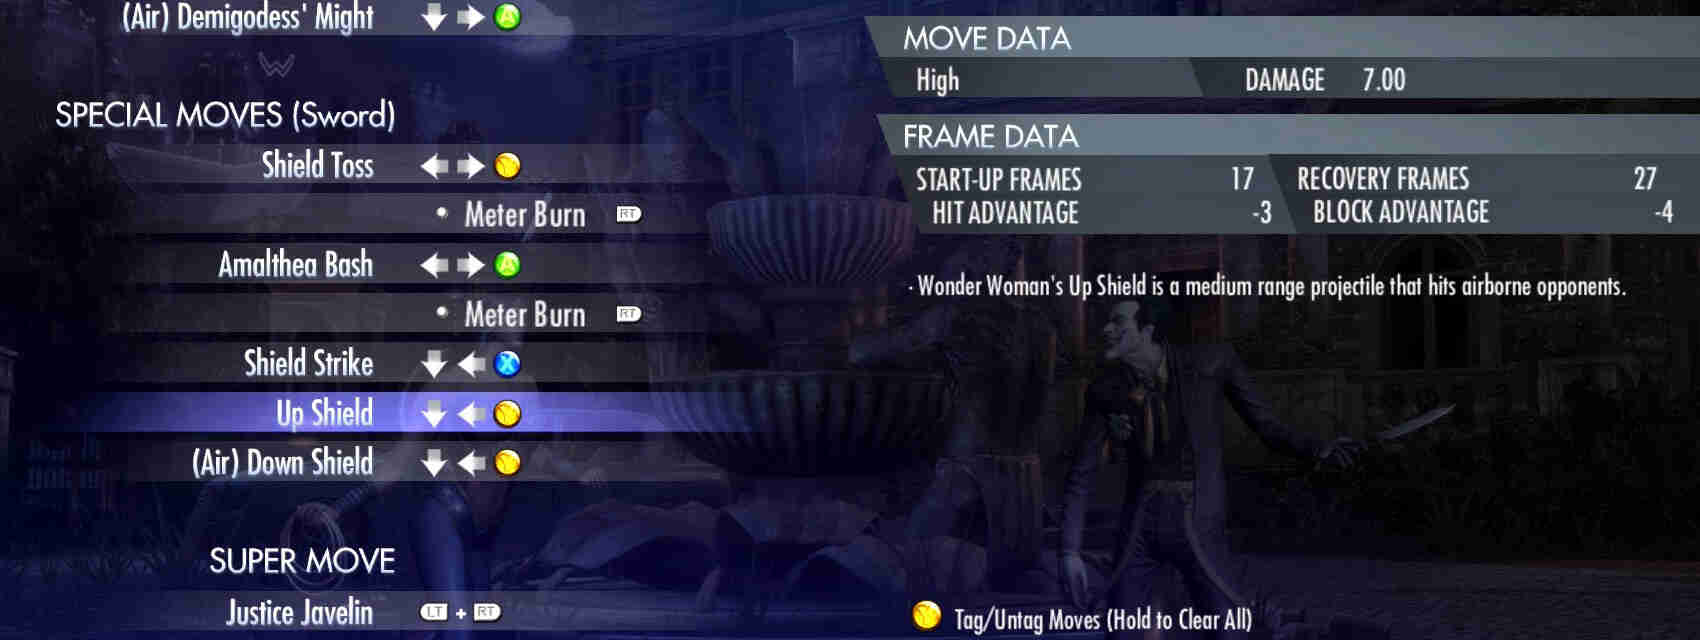 (Air) Demigodess' Might A
SPECIAL MOVES (Sword)
Shield Toss Y
• Meter Burn RT
Amalthea Bash A
• Meter Burn RT
Shield Strike X
Up Shield Y
(Air) Down Shield Y
SUPER MOVE
Justice Javelin LT + RT
MOVE DATA
High DAMAGE 7.00
FRAME DATA
START-UP FRAMES 17 RECOVERY FRAMES 27
HIT ADVANTAGE -3 BLOCK ADVANTAGE -4
· Wonder Woman's Up Shield is a medium range projectile that hits airborne opponents.
Y Tag/Untag Moves (Hold to Clear All)